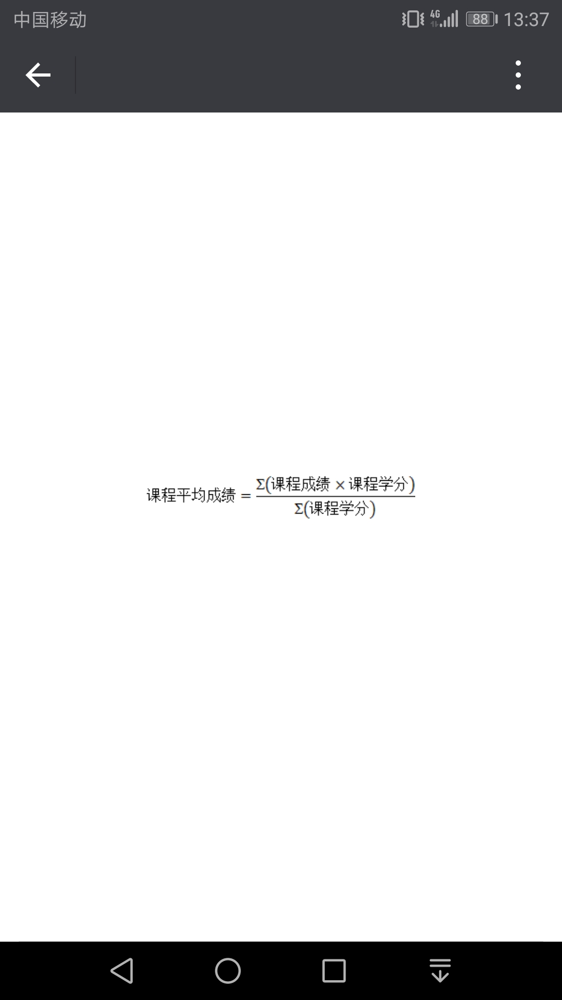 中国移动 4G 88 13:37
课程平均成绩 = Σ(课程成绩 × 课程学分) / Σ(课程学分)